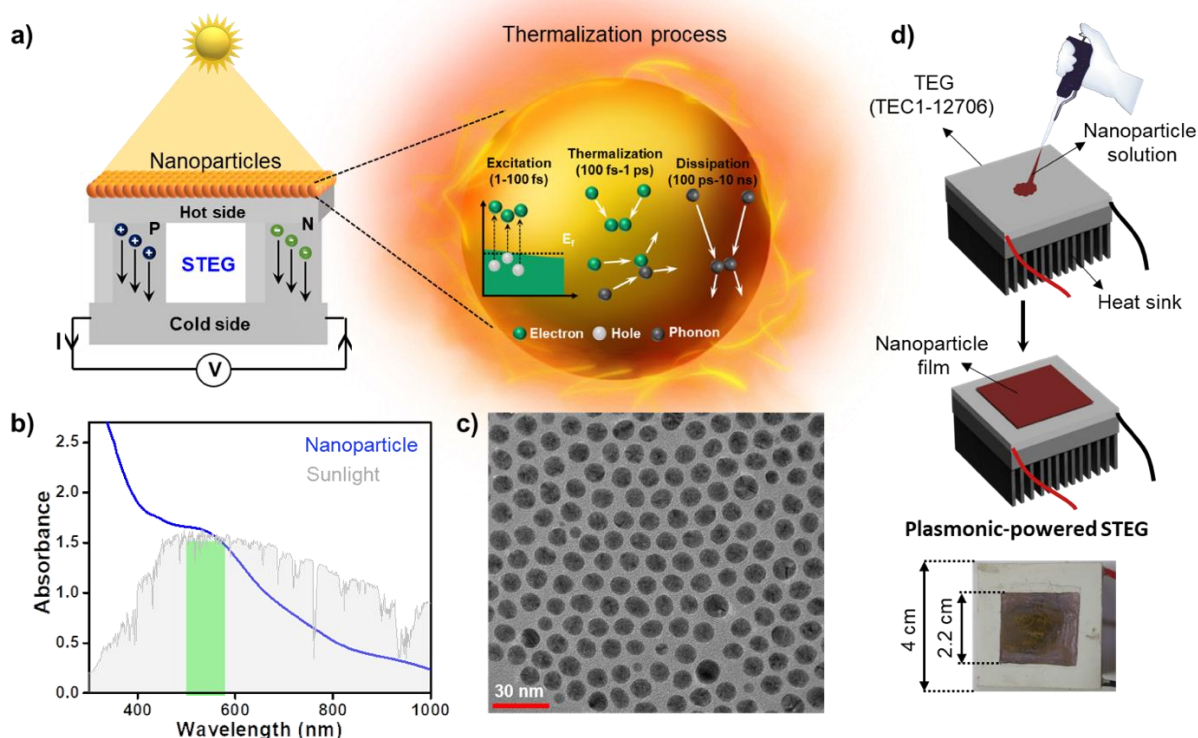 a)
Thermalization process
Nanoparticles
Hot side
P
N
STEG
Cold side
I
V
Excitation
(1-100 fs)
Thermalization
(100 fs-1 ps)
Dissipation
(100 ps-10 ns)
E_f
Electron
Hole
Phonon
b)
Nanoparticle
Sunlight
2.5
2.0
1.5
1.0
0.5
0.0
Absorbance
400
600
800
1000
Wavelength (nm)
c)
30 nm
d)
TEG
(TEC1-12706)
Nanoparticle
solution
Heat sink
Nanoparticle
film
Plasmonic-powered STEG
4 cm
2.2 cm